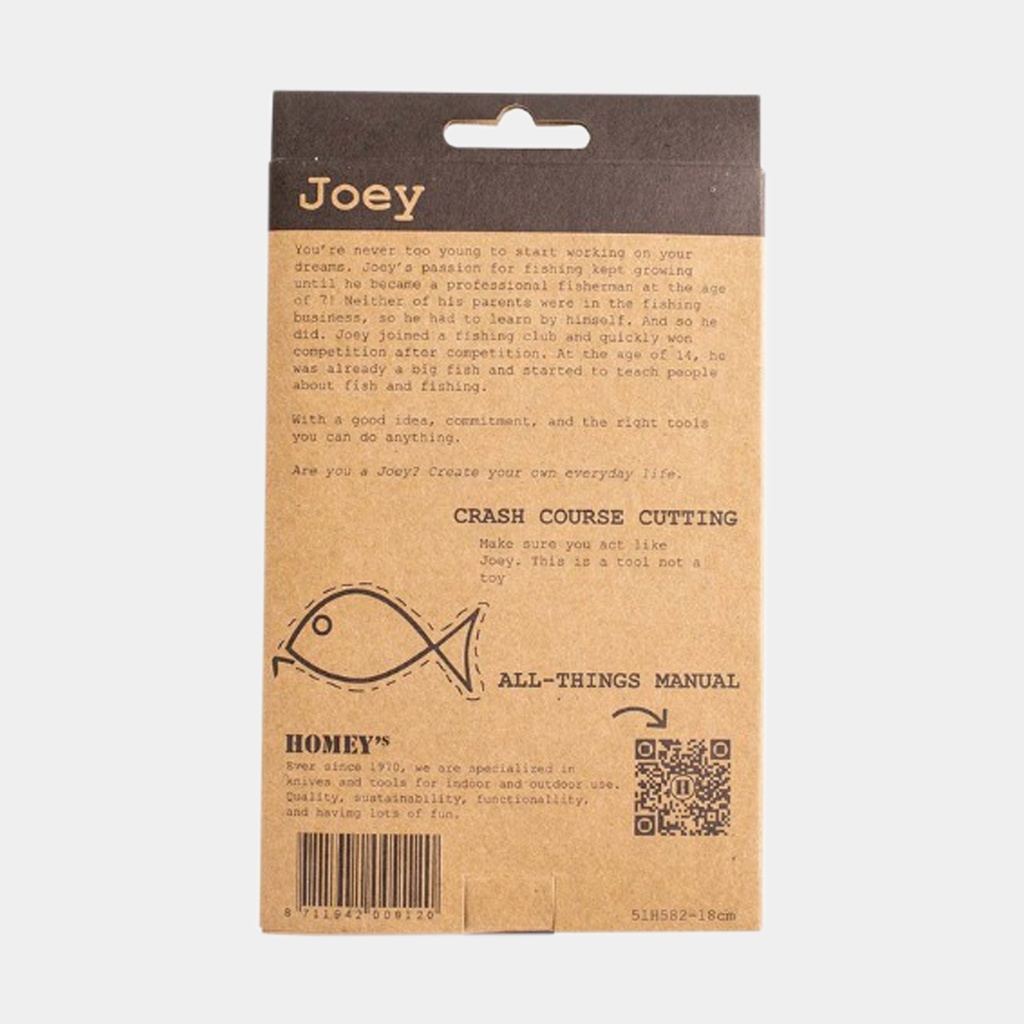 Joey
You're never too young to start working on your
dreams. Joey's passion for fishing kept growing
until he became a professional fisherman at the age
of 7! Neither of his parents were in the fishing
business, so he had to learn by himself. And so he
did. Joey joined a fishing club and quickly won
competition after competition. At the age of 14, he
was already a big fish and started to teach people
about fish and fishing.
With a good idea, commitment, and the right tools
you can do anything.
Are you a Joey? Create your own everyday life.
CRASH COURSE CUTTING
Make sure you act like
Joey. This is a tool not a
toy
ALL-THINGS MANUAL
HOMEY's
Ever since 1970, we are specialized in
knives and tools for indoor and outdoor use.
Quality, sustainability, functionallity,
and having lots of fun.
H
8 711942 009120
51H582-18cm